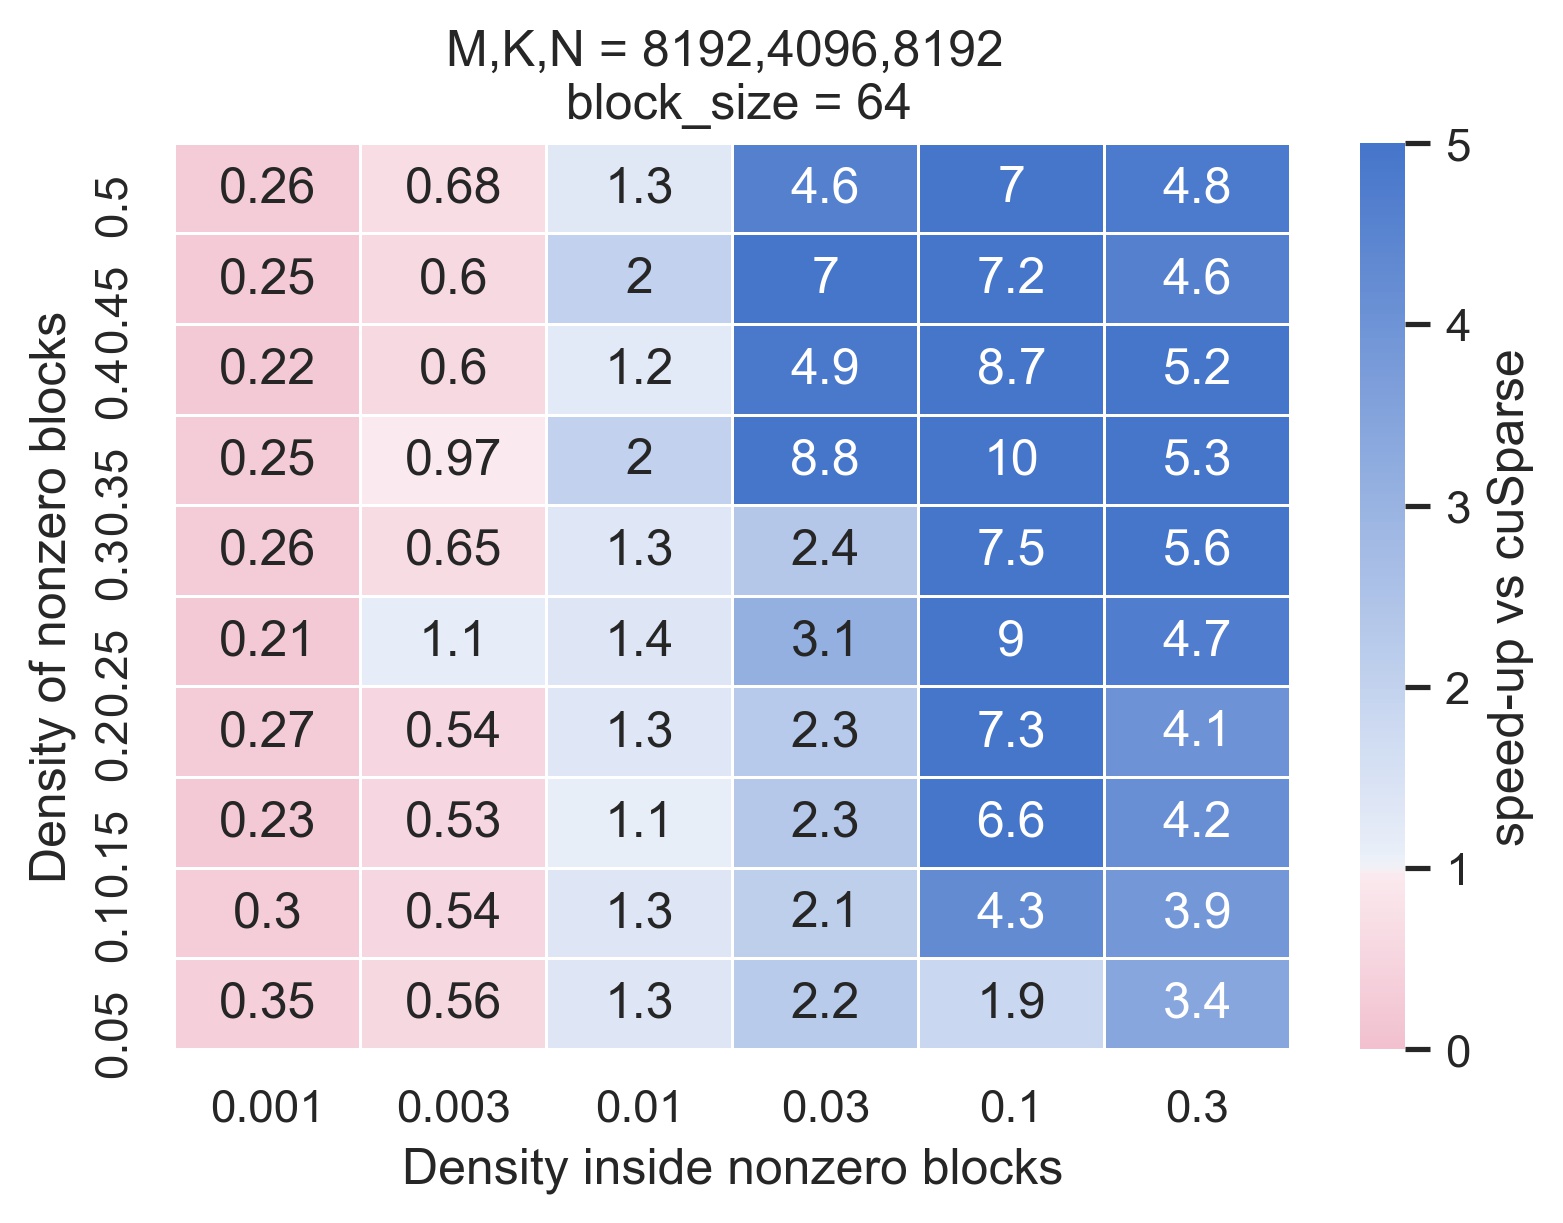 M,K,N = 8192,4096,8192
block_size = 64
Density of nonzero blocks
0.5 0.26 0.68 1.3 4.6 7 4.8
0.45 0.25 0.6 2 7 7.2 4.6
0.4 0.22 0.6 1.2 4.9 8.7 5.2
0.35 0.25 0.97 2 8.8 10 5.3
0.3 0.26 0.65 1.3 2.4 7.5 5.6
0.25 0.21 1.1 1.4 3.1 9 4.7
0.2 0.27 0.54 1.3 2.3 7.3 4.1
0.15 0.23 0.53 1.1 2.3 6.6 4.2
0.1 0.3 0.54 1.3 2.1 4.3 3.9
0.05 0.35 0.56 1.3 2.2 1.9 3.4
0.001 0.003 0.01 0.03 0.1 0.3
Density inside nonzero blocks
5
4
3
2
1
0
speed-up vs cuSparse